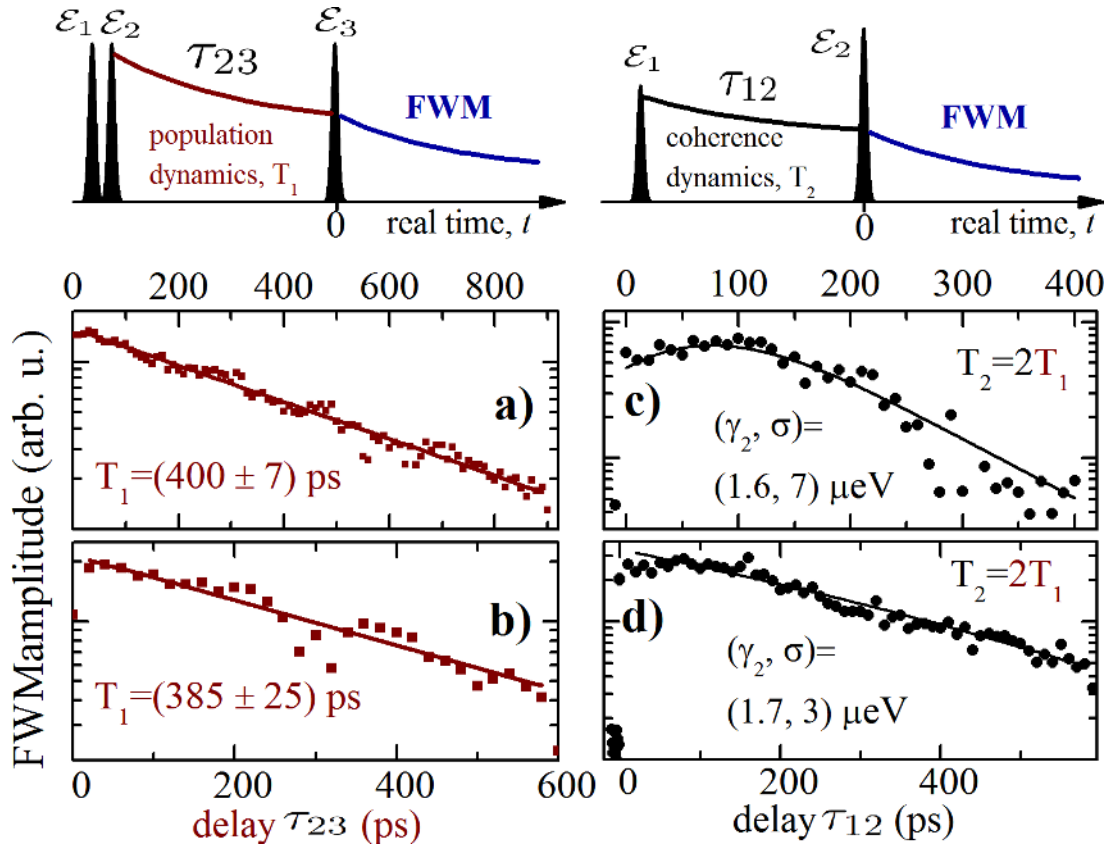 ℰ₁ ℰ₂ ℰ₃
τ₂₃
FWM
population
dynamics, T₁
0 real time, t
ℰ₁ ℰ₂
τ₁₂
FWM
coherence
dynamics, T₂
0 real time, t
0 200 400 600 800
0 100 200 300 400
FWMamplitude (arb. u.)
a)
T₁=(400 ± 7) ps
c)
T₂=2T₁
(γ₂, σ)=
(1.6, 7) μeV
b)
T₁=(385 ± 25) ps
d)
T₂=2T₁
(γ₂, σ)=
(1.7, 3) μeV
0 200 400 600
delay τ₂₃ (ps)
0 200 400
delay τ₁₂ (ps)